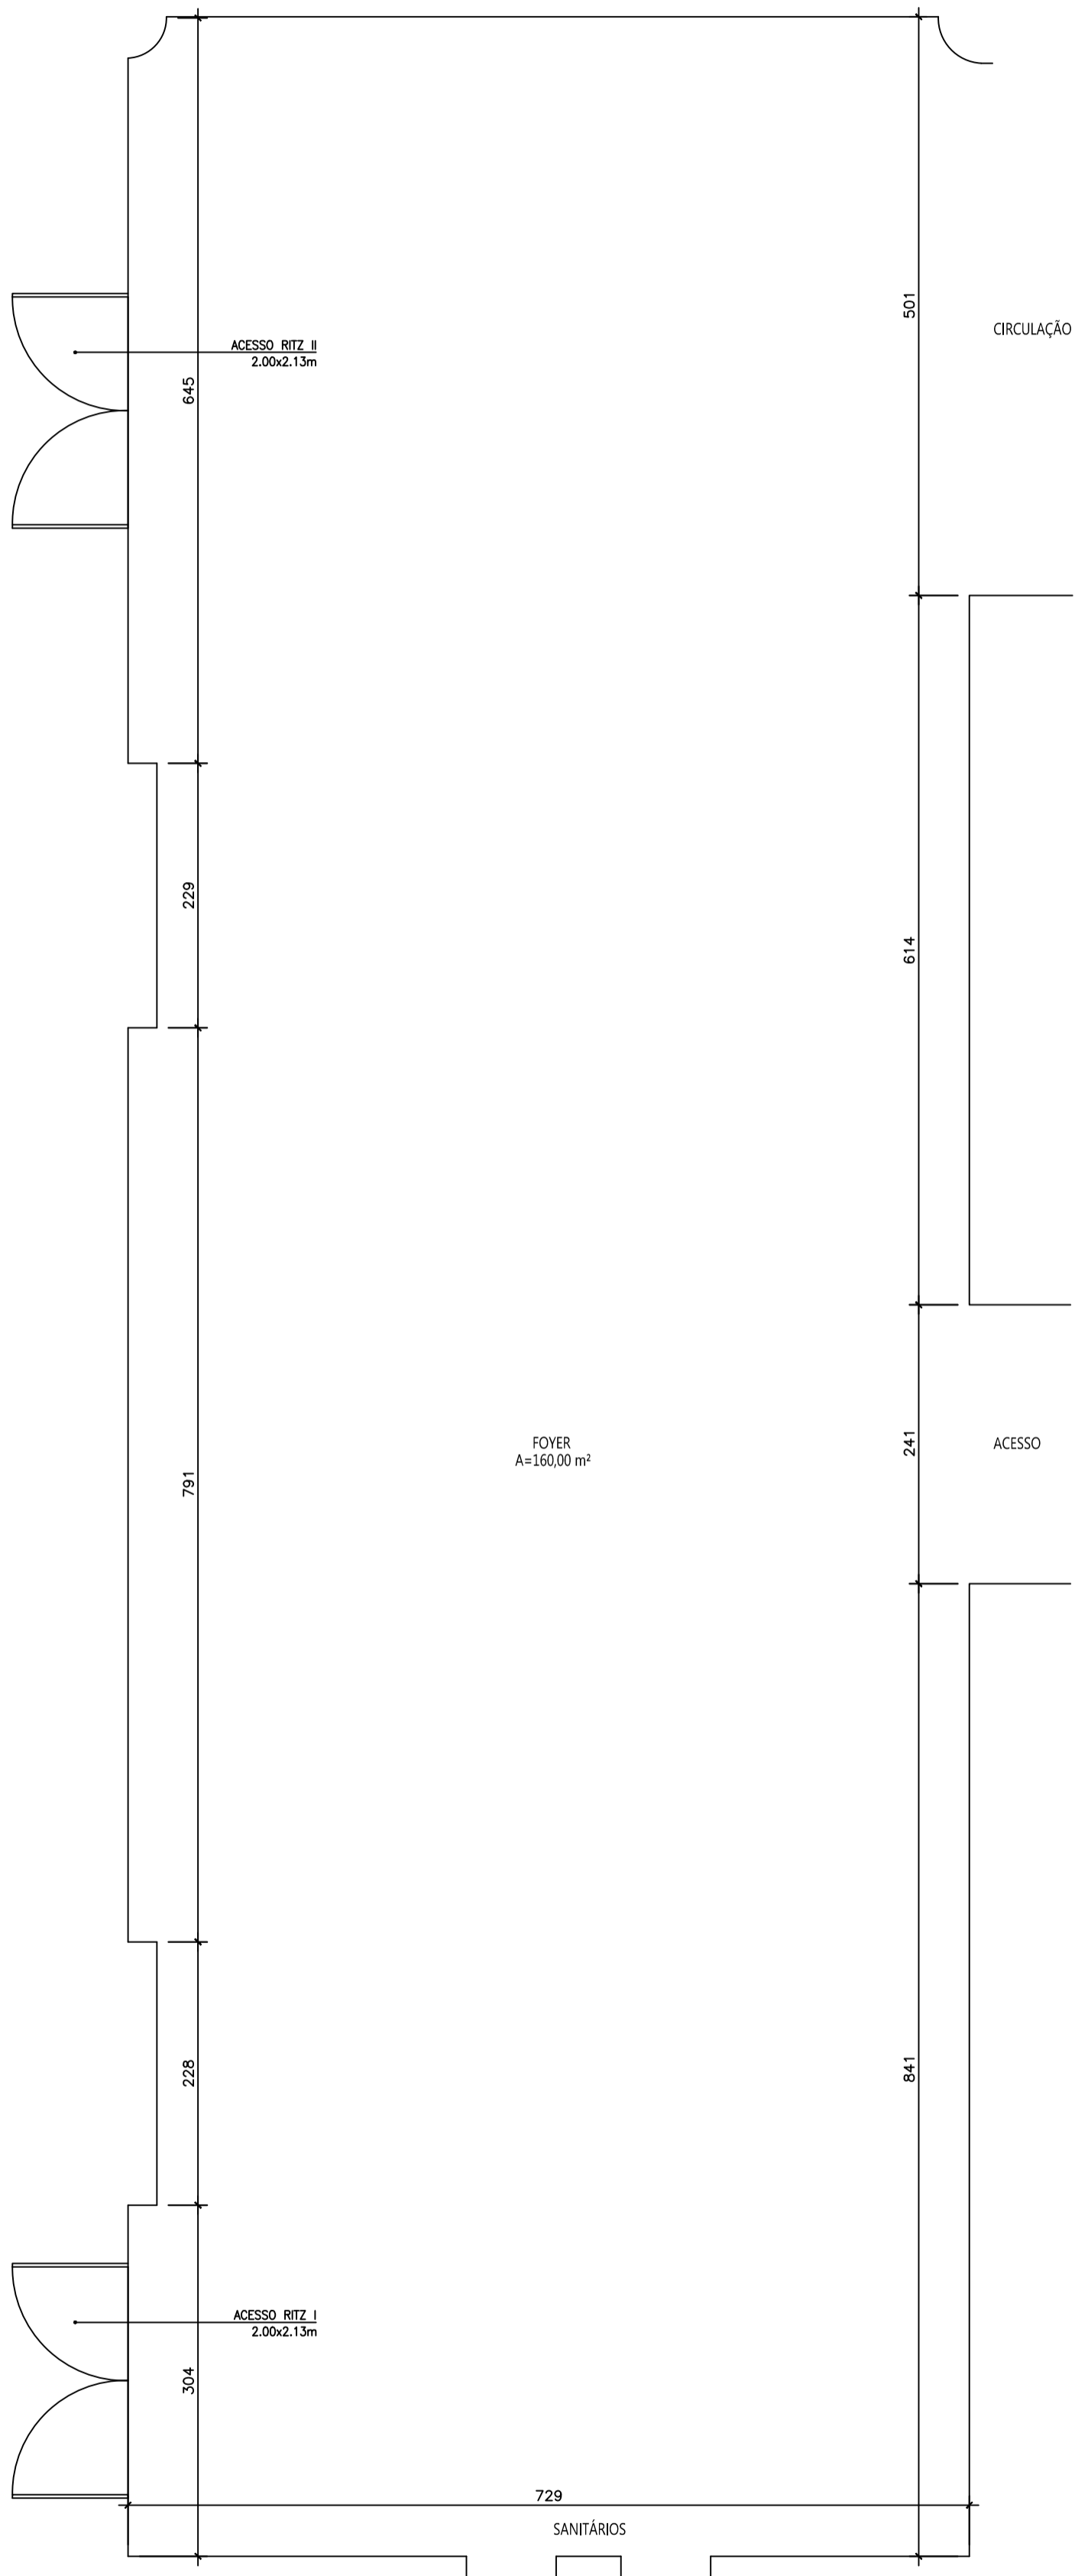 501
CIRCULAÇÃO
ACESSO RITZ II
2.00x2.13m
645
229
614
241
ACESSO
FOYER
A=160,00 m²
791
228
841
ACESSO RITZ I
2.00x2.13m
304
729
SANITÁRIOS